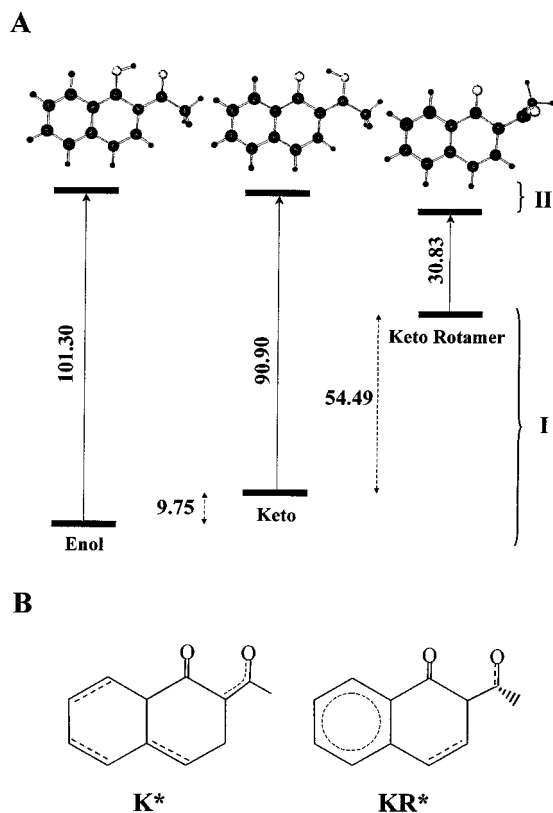 A
II
101.30
90.90
30.83
Keto Rotamer
54.49
I
9.75
Keto
Enol
B
O O O O
K* KR*